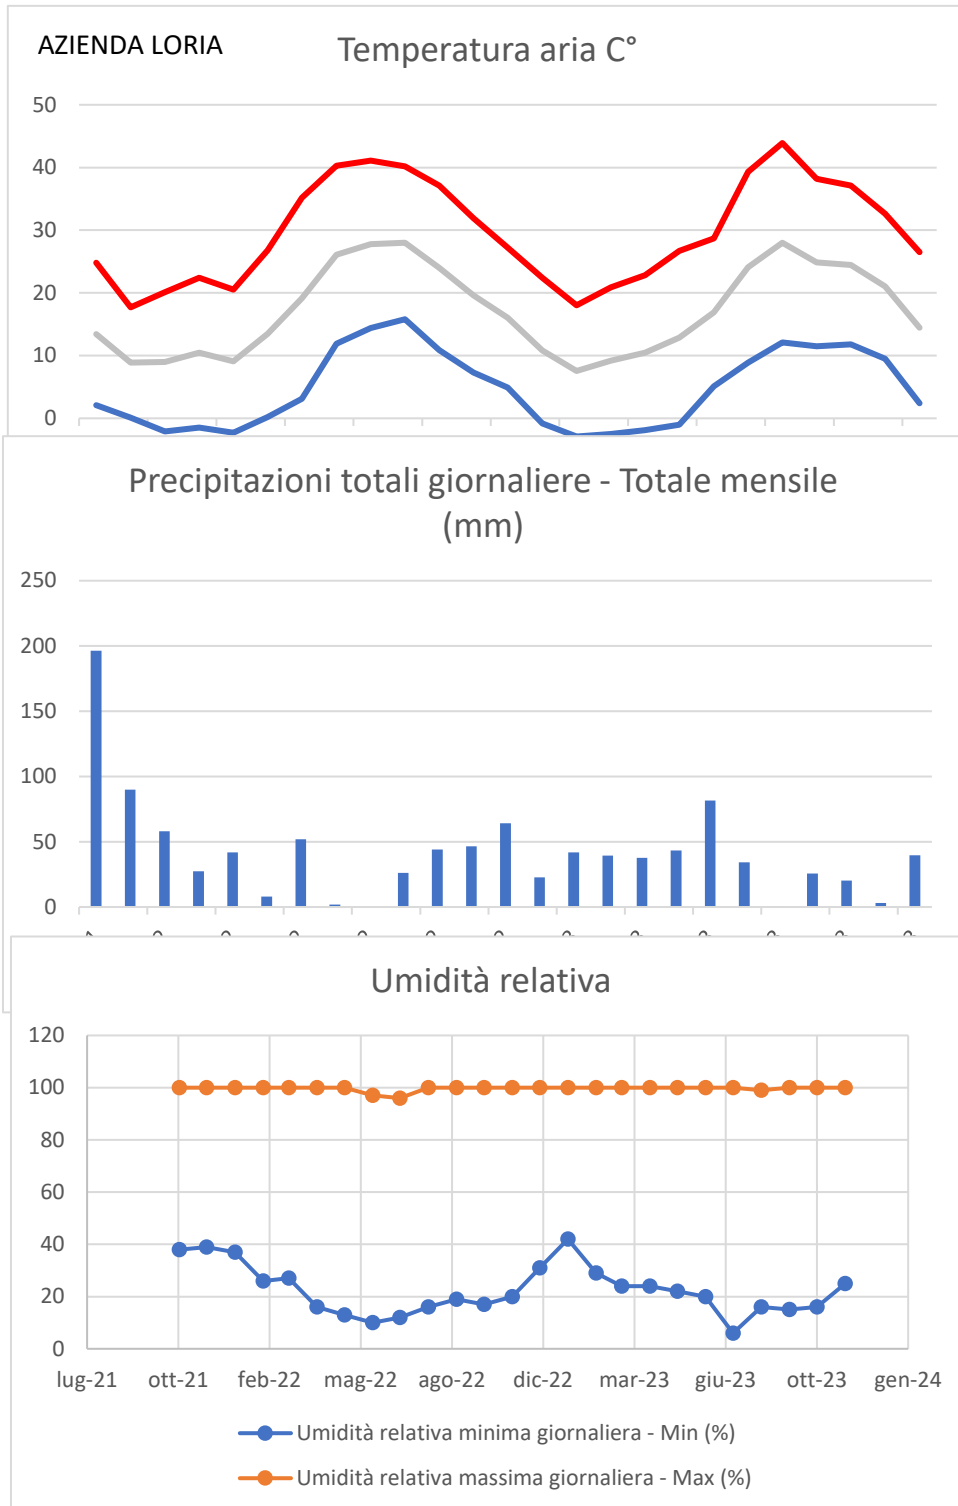 AZIENDA LORIA
Temperatura aria C°
50
40
30
20
10
0
Precipitazioni totali giornaliere - Totale mensile
(mm)
250
200
150
100
50
0
Umidità relativa
120
100
80
60
40
20
0
lug-21 ott-21 feb-22 mag-22 ago-22 dic-22 mar-23 giu-23 ott-23 gen-24
Umidità relativa minima giornaliera - Min (%)
Umidità relativa massima giornaliera - Max (%)